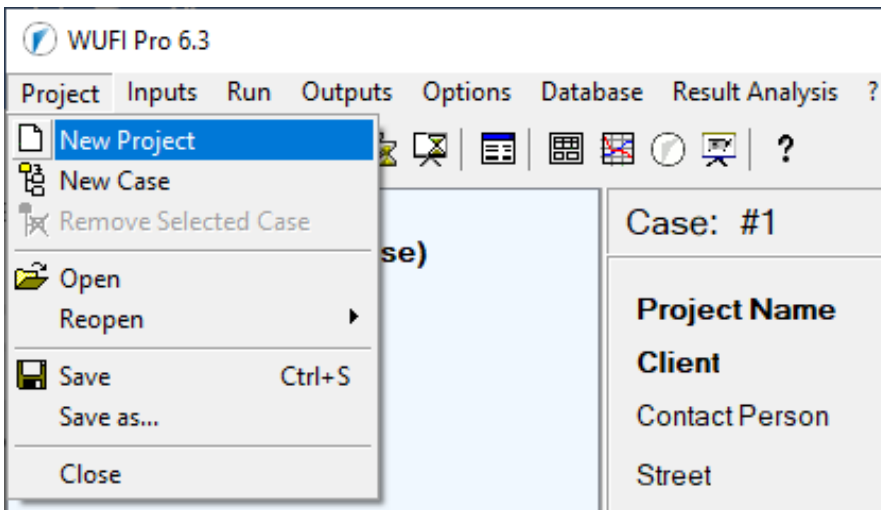 WUFI Pro 6.3
Project Inputs Run Outputs Options Database Result Analysis ?
New Project
New Case
Remove Selected Case
Open
Reopen
Save Ctrl+S
Save as...
Close
?
se)
Case: #1
Project Name
Client
Contact Person
Street